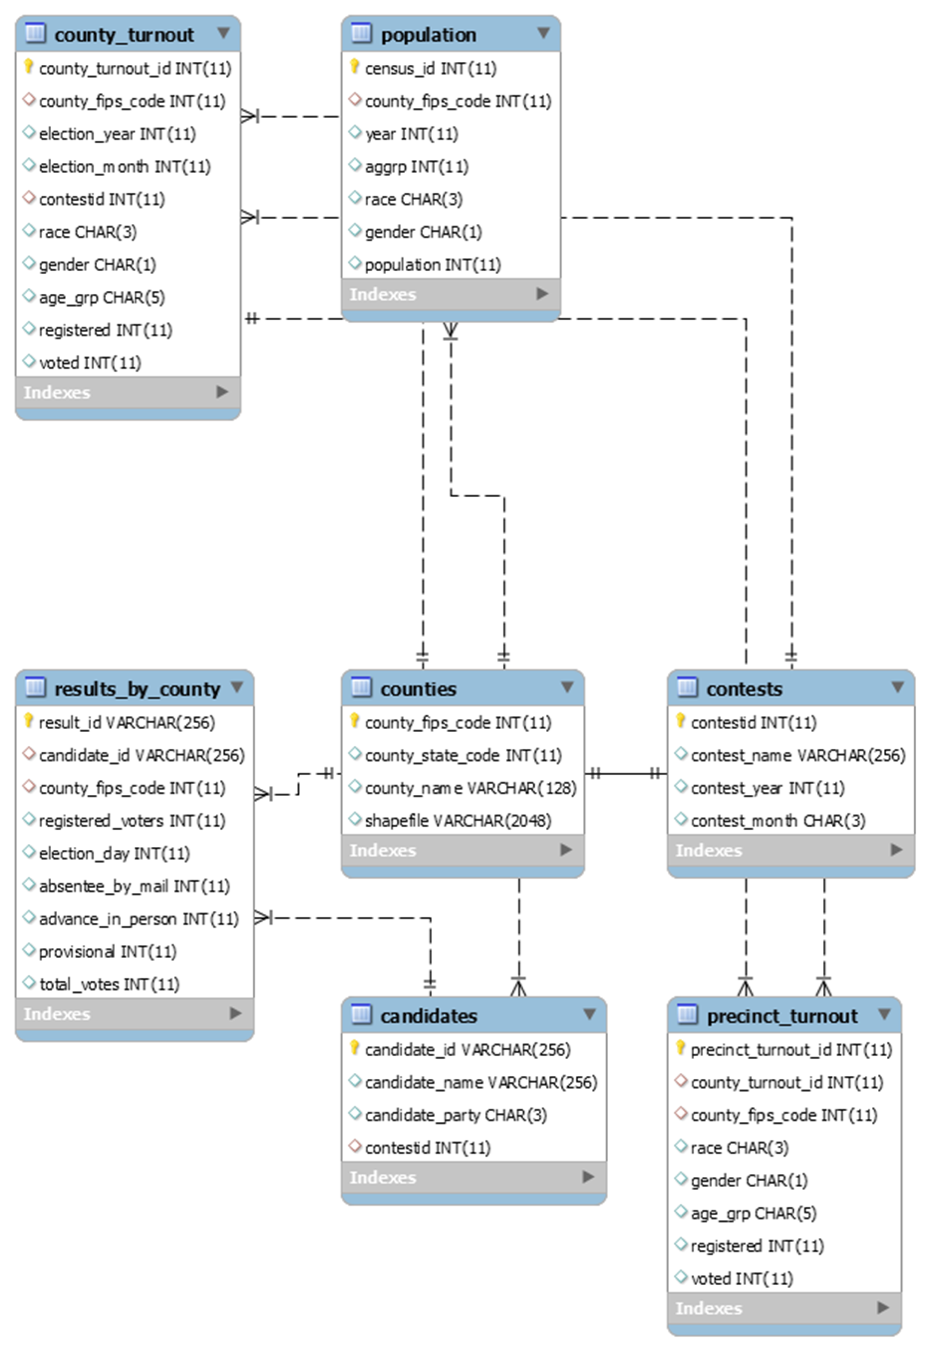 county_turnout
county_turnout_id INT(11)
county_fips_code INT(11)
election_year INT(11)
election_month INT(11)
contestid INT(11)
race CHAR(3)
gender CHAR(1)
age_grp CHAR(5)
registered INT(11)
voted INT(11)
Indexes
population
census_id INT(11)
county_fips_code INT(11)
year INT(11)
aggrp INT(11)
race CHAR(3)
gender CHAR(1)
population INT(11)
Indexes
results_by_county
result_id VARCHAR(256)
candidate_id VARCHAR(256)
county_fips_code INT(11)
registered_voters INT(11)
election_day INT(11)
absentee_by_mail INT(11)
advance_in_person INT(11)
provisional INT(11)
total_votes INT(11)
Indexes
counties
county_fips_code INT(11)
county_state_code INT(11)
county_name VARCHAR(128)
shapefile VARCHAR(2048)
Indexes
contests
contestid INT(11)
contest_name VARCHAR(256)
contest_year INT(11)
contest_month CHAR(3)
Indexes
candidates
candidate_id VARCHAR(256)
candidate_name VARCHAR(256)
candidate_party CHAR(3)
contestid INT(11)
Indexes
precinct_turnout
precinct_turnout_id INT(11)
county_turnout_id INT(11)
county_fips_code INT(11)
race CHAR(3)
gender CHAR(1)
age_grp CHAR(5)
registered INT(11)
voted INT(11)
Indexes